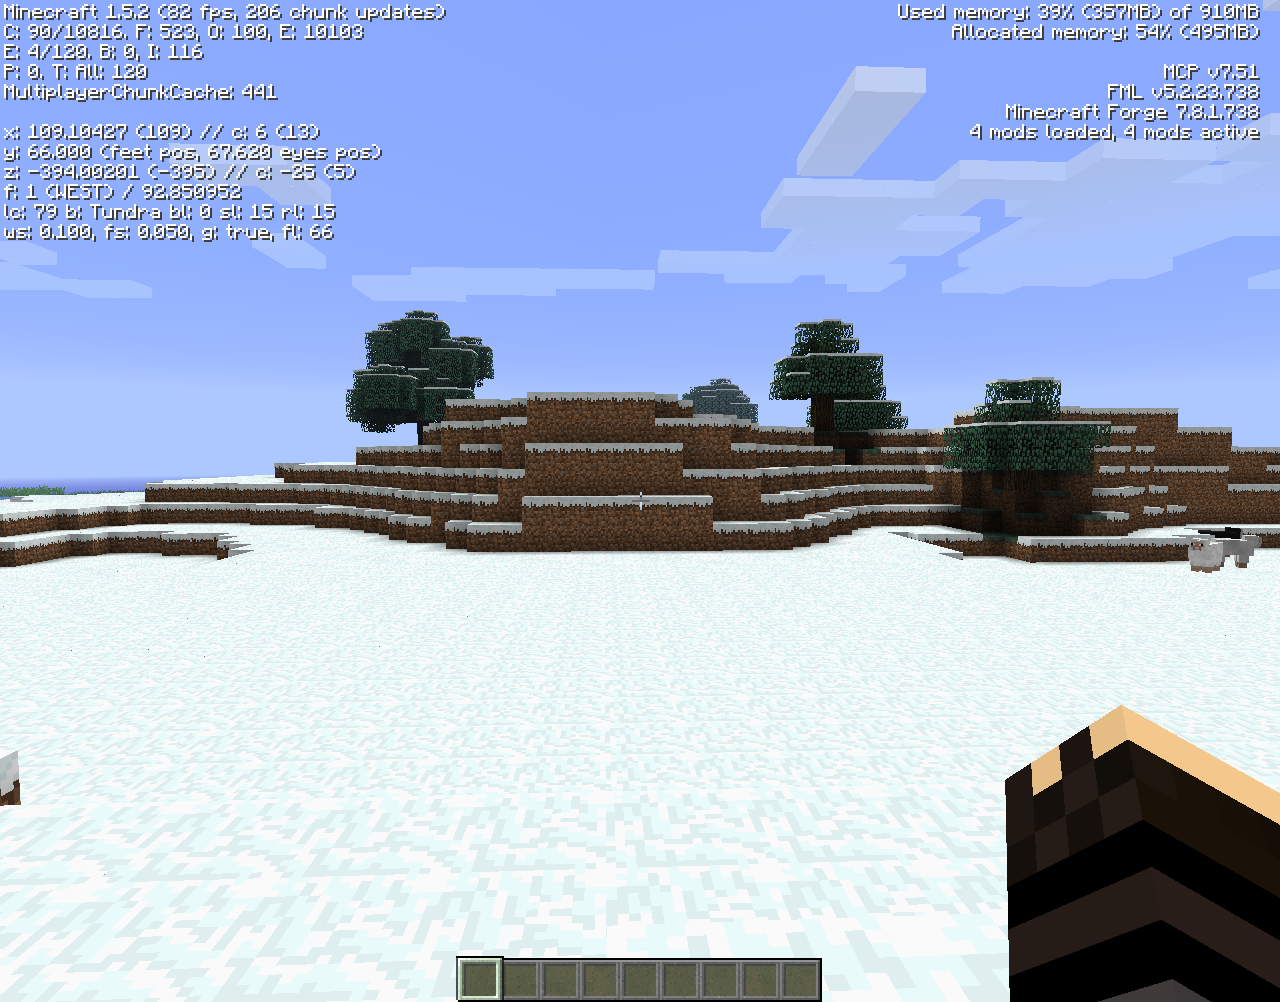 Minecraft 1.5.2 (82 fps, 206 chunk updates)
C: 90/10816. F: 523, O: 100, E: 10103
E: 4/120. B: 0, I: 116
P: 0. T: All: 120
MultiplayerChunkCache: 441
x: 109.10427 (109) // c: 6 (13)
y: 66.000 (feet pos, 67.620 eyes pos)
z: -394.00201 (-395) // c: -25 (5)
f: 1 (WEST) / 92.850952
lc: 79 b: Tundra bl: 0 sl: 15 rl: 15
ws: 0.100, fs: 0.050, g: true, fl: 66
Used memory: 39% (357MB) of 910MB
Allocated memory: 54% (495MB)
MCP v7.51
FML v5.2.23.738
Minecraft Forge 7.8.1.738
4 mods loaded, 4 mods active